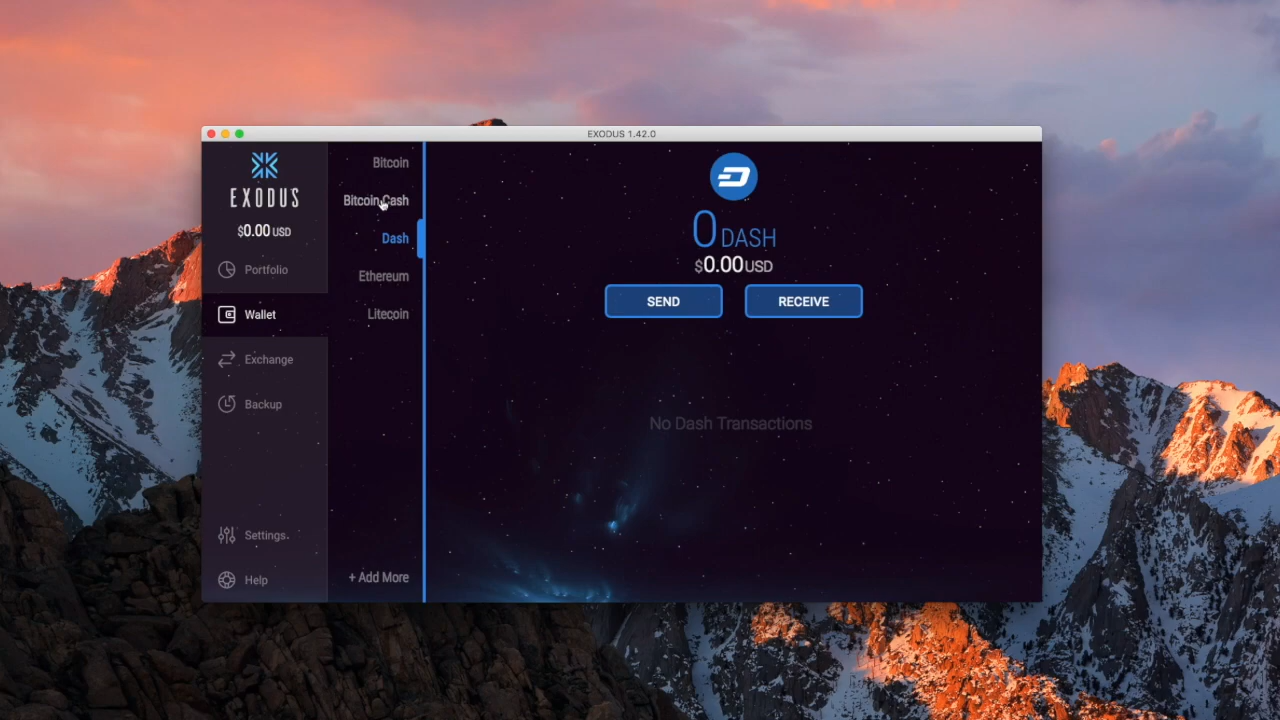 EXODUS 1.42.0
EXODUS
$0.00 USD
Portfolio
Wallet
Exchange
Backup
Settings
Help
Bitcoin
Bitcoin Cash
Dash
Ethereum
Litecoin
+ Add More
0 DASH
$0.00 USD
SEND
RECEIVE
No Dash Transactions